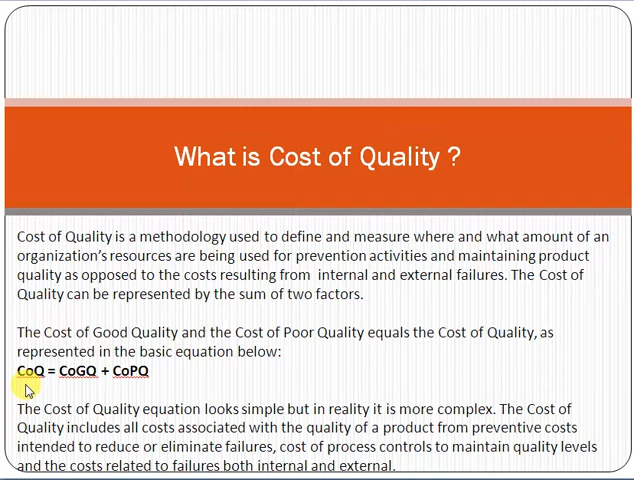 What is Cost of Quality ?
Cost of Quality is a methodology used to define and measure where and what amount of an
organization's resources are being used for prevention activities and maintaining product
quality as opposed to the costs resulting from internal and external failures. The Cost of
Quality can be represented by the sum of two factors.
The Cost of Good Quality and the Cost of Poor Quality equals the Cost of Quality, as
represented in the basic equation below:
CoQ = CoGQ + CoPQ
The Cost of Quality equation looks simple but in reality it is more complex. The Cost of
Quality includes all costs associated with the quality of a product from preventive costs
intended to reduce or eliminate failures, cost of process controls to maintain quality levels
and the costs related to failures both internal and external.